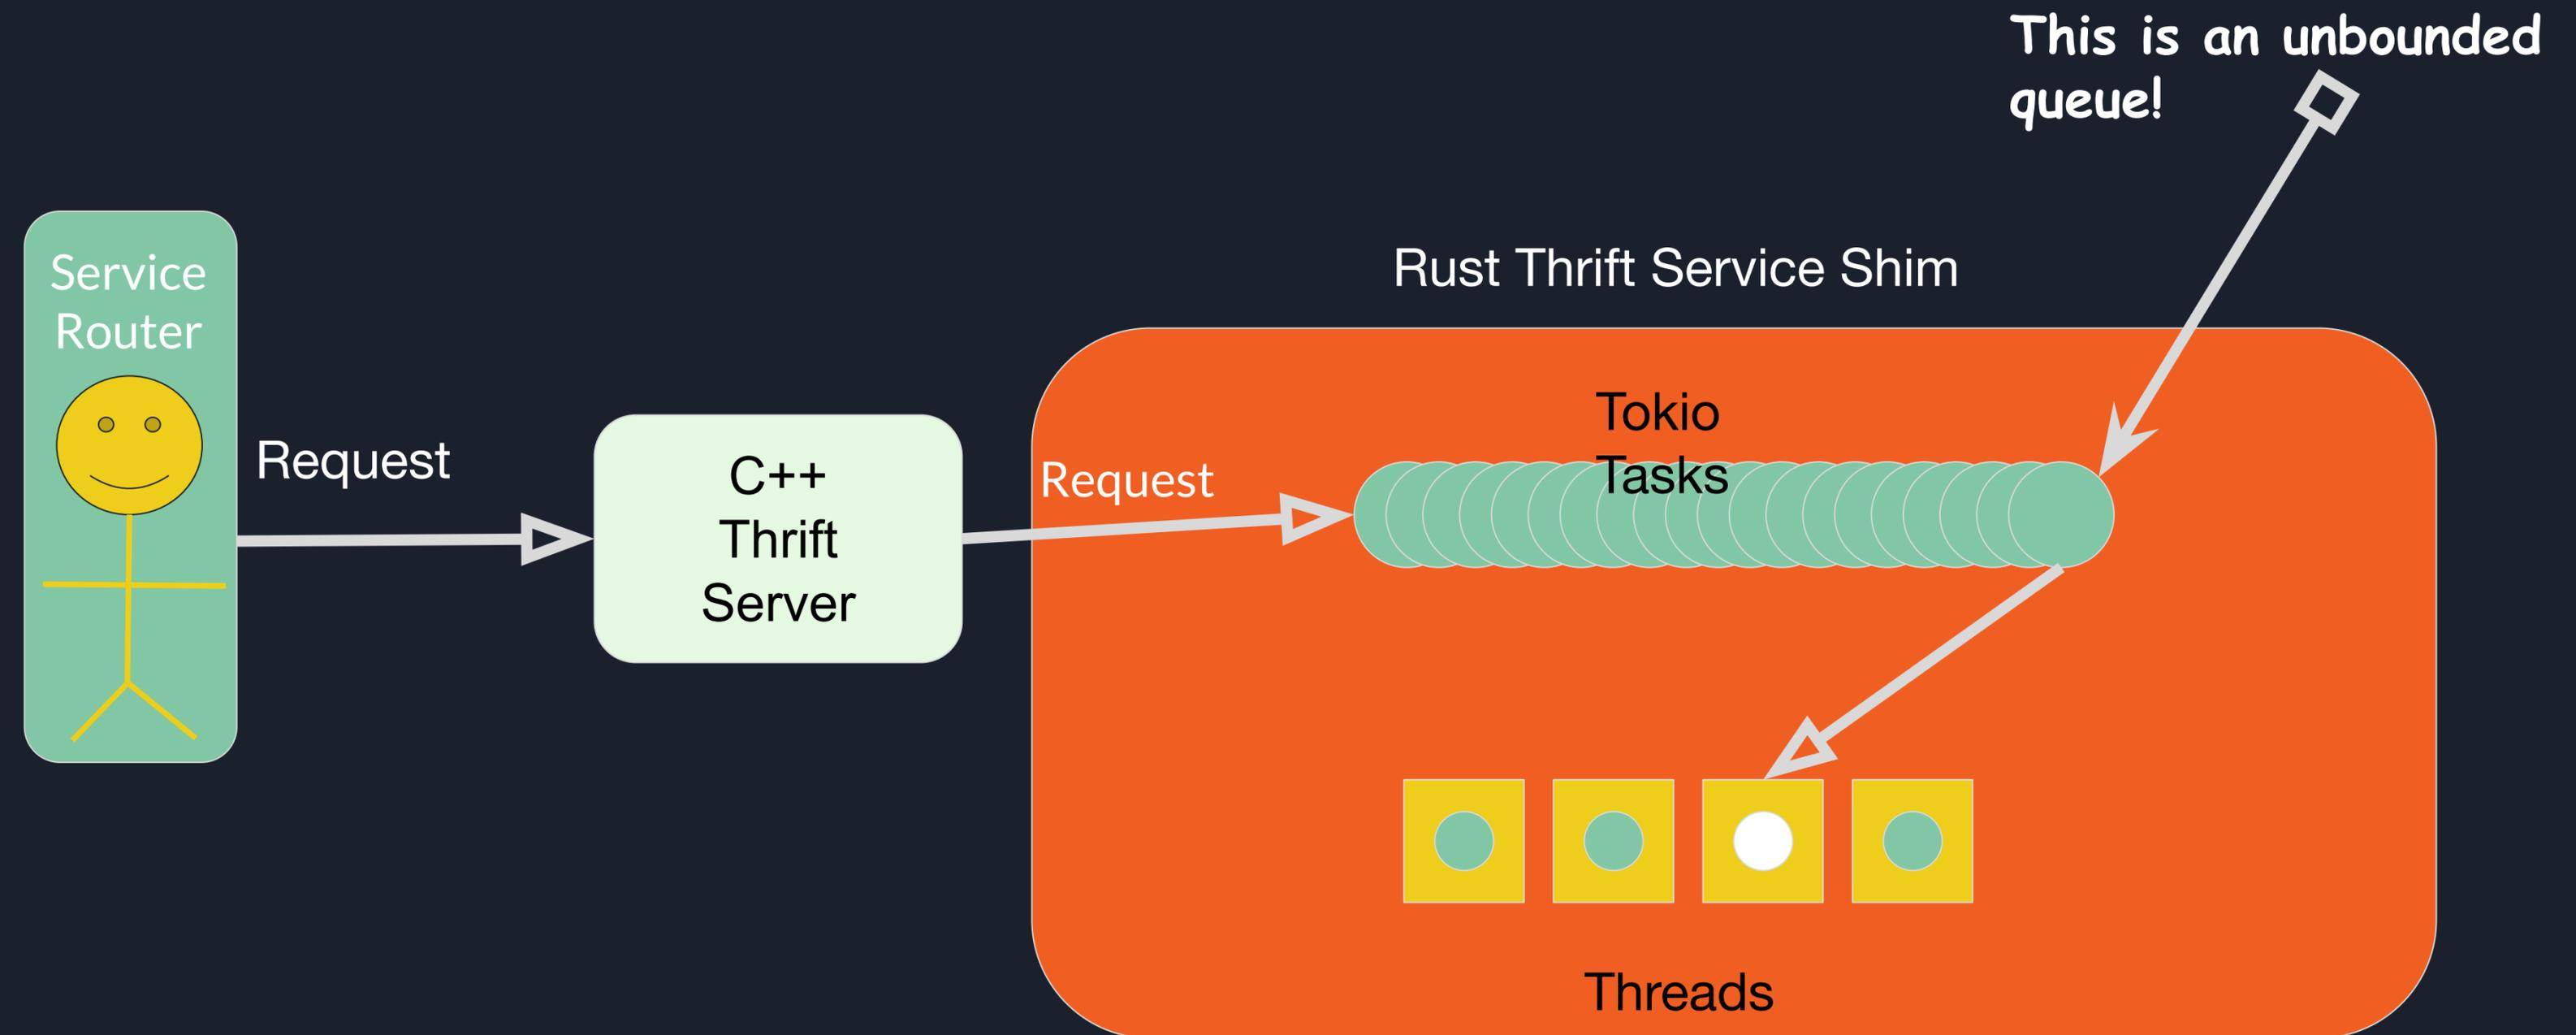 This is an unbounded
queue!
Service
Router
Request
C++
Thrift
Server
Rust Thrift Service Shim
Request
Tokio
Tasks
Threads